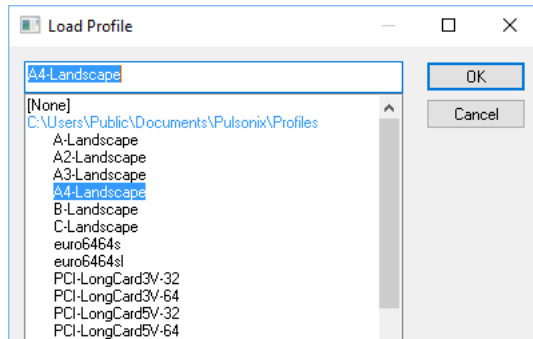 Load Profile
A4-Landscape
OK
[None]
C:\Users\Public\Documents\Pulsonix\Profiles
Cancel
A-Landscape
A2-Landscape
A3-Landscape
A4-Landscape
B-Landscape
C-Landscape
euro6464s
euro6464sl
PCI-LongCard3V-32
PCI-LongCard3V-64
PCI-LongCard5V-32
PCI-LongCard5V-64